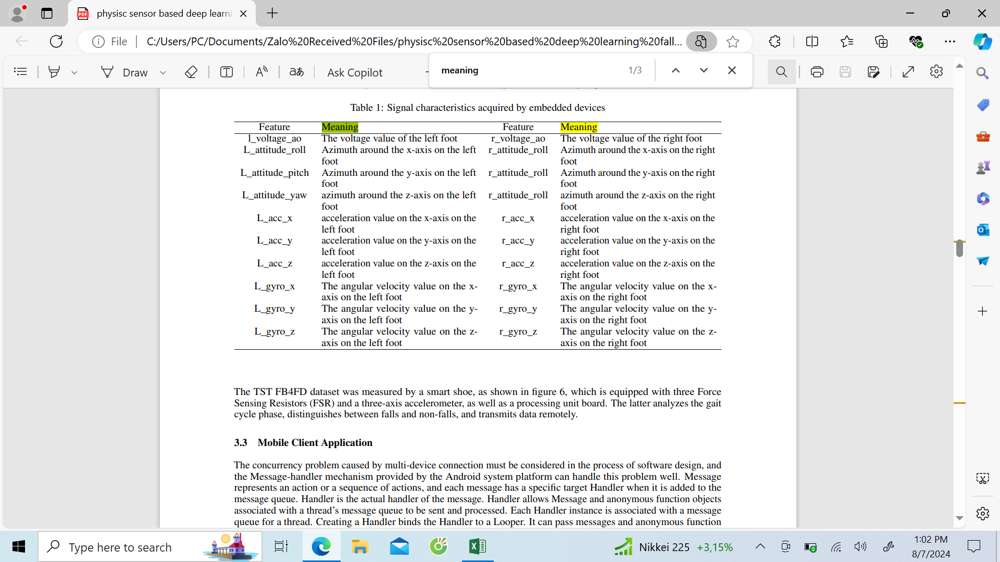 physisc sensor based deep learni
File
C:/Users/PC/Documents/Zalo%20Received%20Files/physisc%20sensor%20based%20deep%20learning%20fall...
Draw
Ask Copilot
meaning
1/3
Table 1: Signal characteristics acquired by embedded devices
Feature Meaning Feature Meaning
l_voltage_ao The voltage value of the left foot r_voltage_ao The voltage value of the right foot
L_attitude_roll Azimuth around the x-axis on the left r_attitude_roll Azimuth around the x-axis on the right
foot foot
L_attitude_pitch Azimuth around the y-axis on the left r_attitude_roll Azimuth around the y-axis on the right
foot foot
L_attitude_yaw azimuth around the z-axis on the left r_attitude_roll azimuth around the z-axis on the right
foot foot
L_acc_x acceleration value on the x-axis on the r_acc_x acceleration value on the x-axis on the
left foot right foot
L_acc_y acceleration value on the y-axis on the r_acc_y acceleration value on the y-axis on the
left foot right foot
L_acc_z acceleration value on the z-axis on the r_acc_z acceleration value on the z-axis on the
left foot right foot
L_gyro_x The angular velocity value on the x- r_gyro_x The angular velocity value on the x-
axis on the left foot axis on the right foot
L_gyro_y The angular velocity value on the y- r_gyro_y The angular velocity value on the y-
axis on the left foot axis on the right foot
L_gyro_z The angular velocity value on the z- r_gyro_z The angular velocity value on the z-
axis on the left foot axis on the right foot
The TST FB4FD dataset was measured by a smart shoe, as shown in figure 6, which is equipped with three Force
Sensing Resistors (FSR) and a three-axis accelerometer, as well as a processing unit board. The latter analyzes the gait
cycle phase, distinguishes between falls and non-falls, and transmits data remotely.
3.3 Mobile Client Application
The concurrency problem caused by multi-device connection must be considered in the process of software design, and
the Message-handler mechanism provided by the Android system platform can handle this problem well. Message
represents an action or a sequence of actions, and each message has a specific target Handler when it is added to the
message queue. Handler is the actual handler of the message. Handler allows Message and anonymous function objects
associated with a thread's message queue to be sent and processed. Each Handler instance is associated with a message
queue for a thread. Creating a Handler binds the Handler to a Looper. It can pass messages and anonymous function
Type here to search
Nikkei 225 +3,15%
1:02 PM
8/7/2024